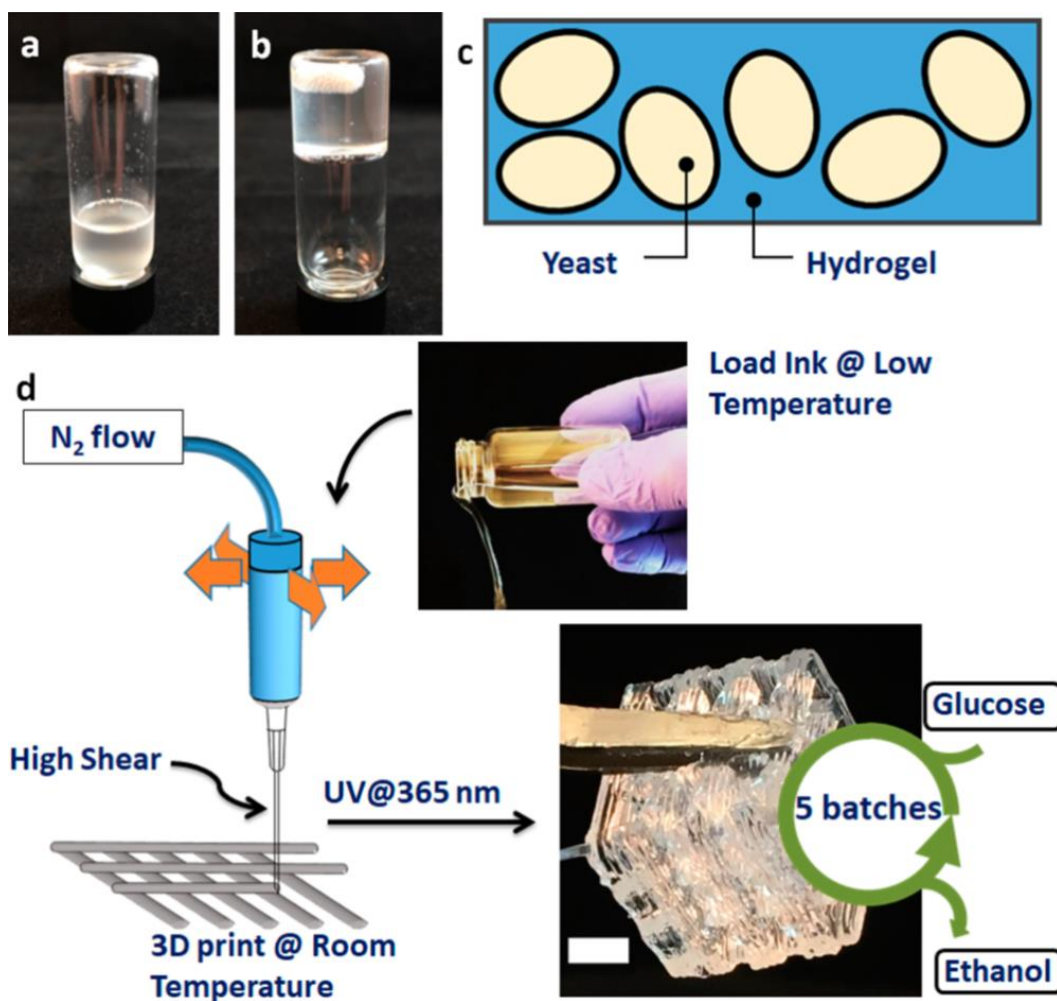 a
b
c
Yeast
Hydrogel
d
N₂ flow
Load Ink @ Low
Temperature
High Shear
UV@365 nm
3D print @ Room
Temperature
Glucose
5 batches
Ethanol